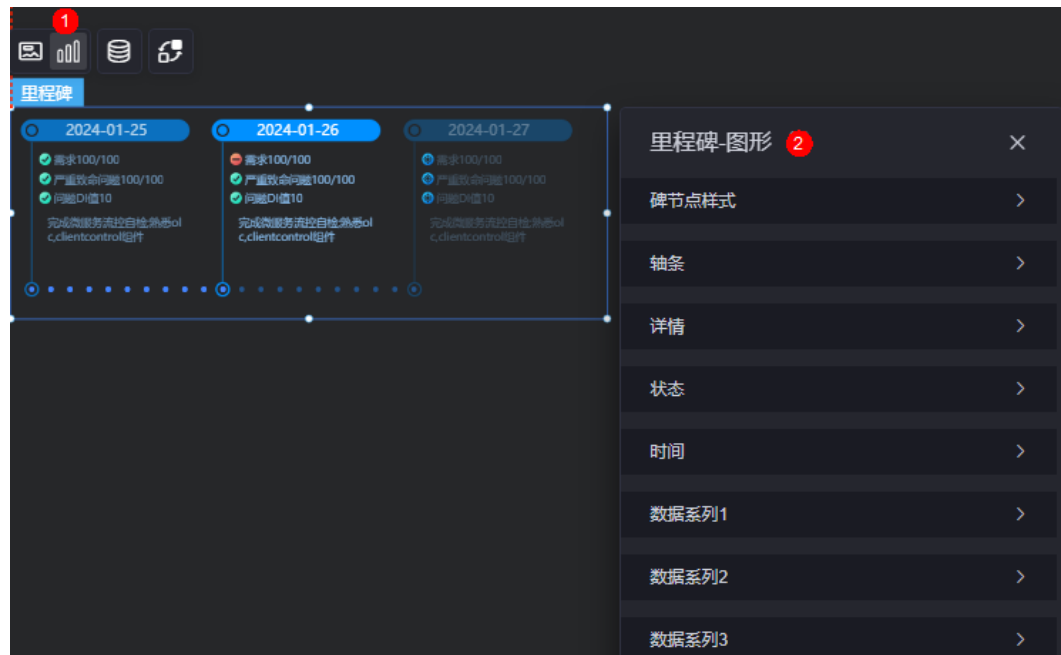 1
里程碑
2024-01-25
需求100/100
严重致命问题100/100
问题DI值10
完成微服务流控自检;熟悉ol
c,clientcontrol组件
2024-01-26
需求100/100
严重致命问题100/100
问题DI值10
完成微服务流控自检;熟悉ol
c,clientcontrol组件
2024-01-27
需求100/100
严重致命问题100/100
问题DI值10
完成微服务流控自检;熟悉ol
c,clientcontrol组件
里程碑-图形 2
碑节点样式
轴条
详情
状态
时间
数据系列1
数据系列2
数据系列3